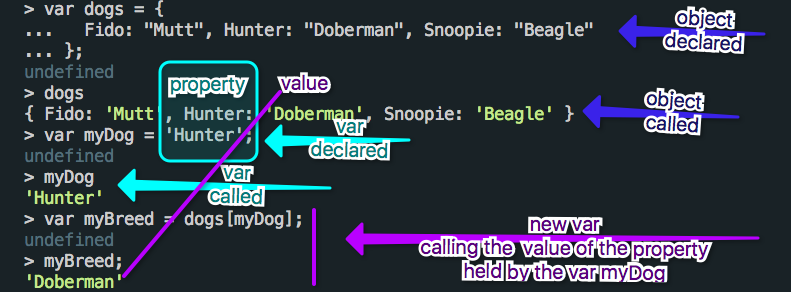 > var dogs = {
...    Fido: "Mutt", Hunter: "Doberman", Snoopie: "Beagle"
... };
object
declared
undefined
property
value
> dogs
{ Fido: 'Mutt', Hunter: 'Doberman', Snoopie: 'Beagle' }
object
called
> var myDog = 'Hunter';
var
declared
undefined
> myDog
var
called
'Hunter'
> var myBreed = dogs[myDog];
new var
calling the value of the property
held by the var myDog
undefined
> myBreed;
'Doberman'